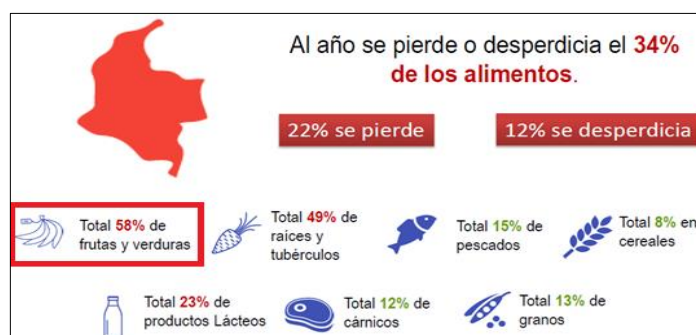 Al año se pierde o desperdicia el 34%
de los alimentos.
22% se pierde
12% se desperdicia
Total 58% de
frutas y verduras
Total 49% de
raíces y
tubérculos
Total 15% de
pescados
Total 8% en
cereales
Total 23% de
productos Lácteos
Total 12% de
cárnicos
Total 13% de
granos